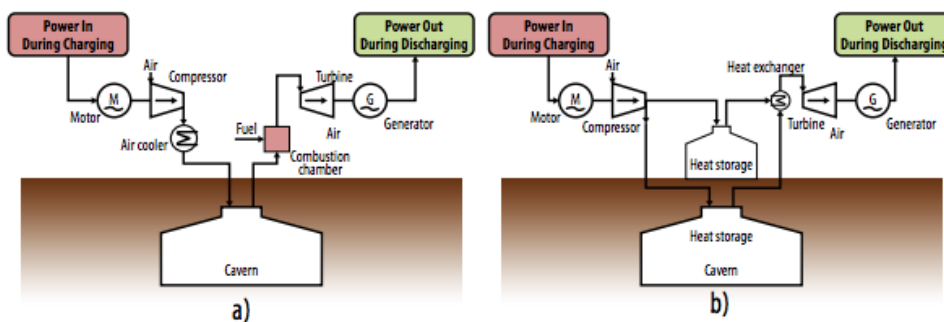 Power In
During Charging
Power Out
During Discharging
Air
Compressor
Turbine
M
G
Motor
Air
Generator
Fuel
Air cooler
Combustion
chamber
Cavern
a)
Power In
During Charging
Power Out
During Discharging
Air
Heat exchanger
M
G
Motor
Compressor
Turbine
Air
Generator
Heat storage
Heat storage
Cavern
b)